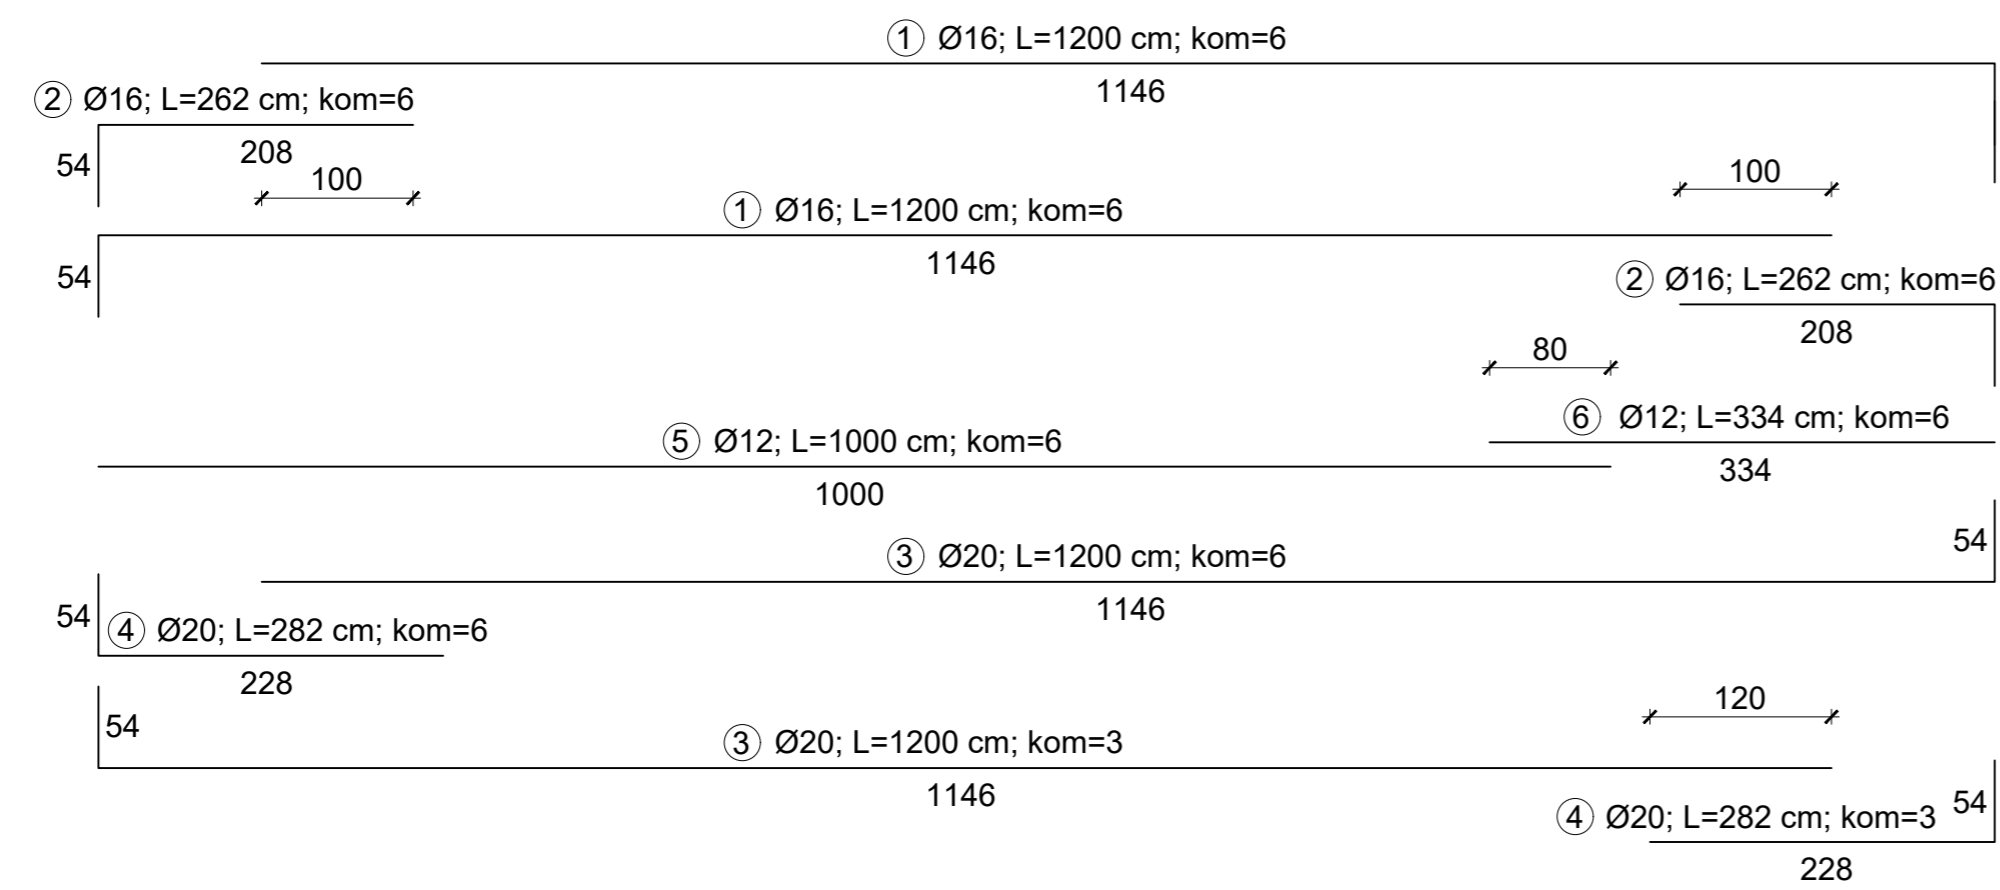 ① Ø16; L=1200 cm; kom=6
1146
② Ø16; L=262 cm; kom=6
54
208
100
100
① Ø16; L=1200 cm; kom=6
54
1146
② Ø16; L=262 cm; kom=6
208
80
⑥ Ø12; L=334 cm; kom=6
334
⑤ Ø12; L=1000 cm; kom=6
1000
54
③ Ø20; L=1200 cm; kom=6
1146
54
④ Ø20; L=282 cm; kom=6
228
120
54
③ Ø20; L=1200 cm; kom=3
1146
54
④ Ø20; L=282 cm; kom=3
228